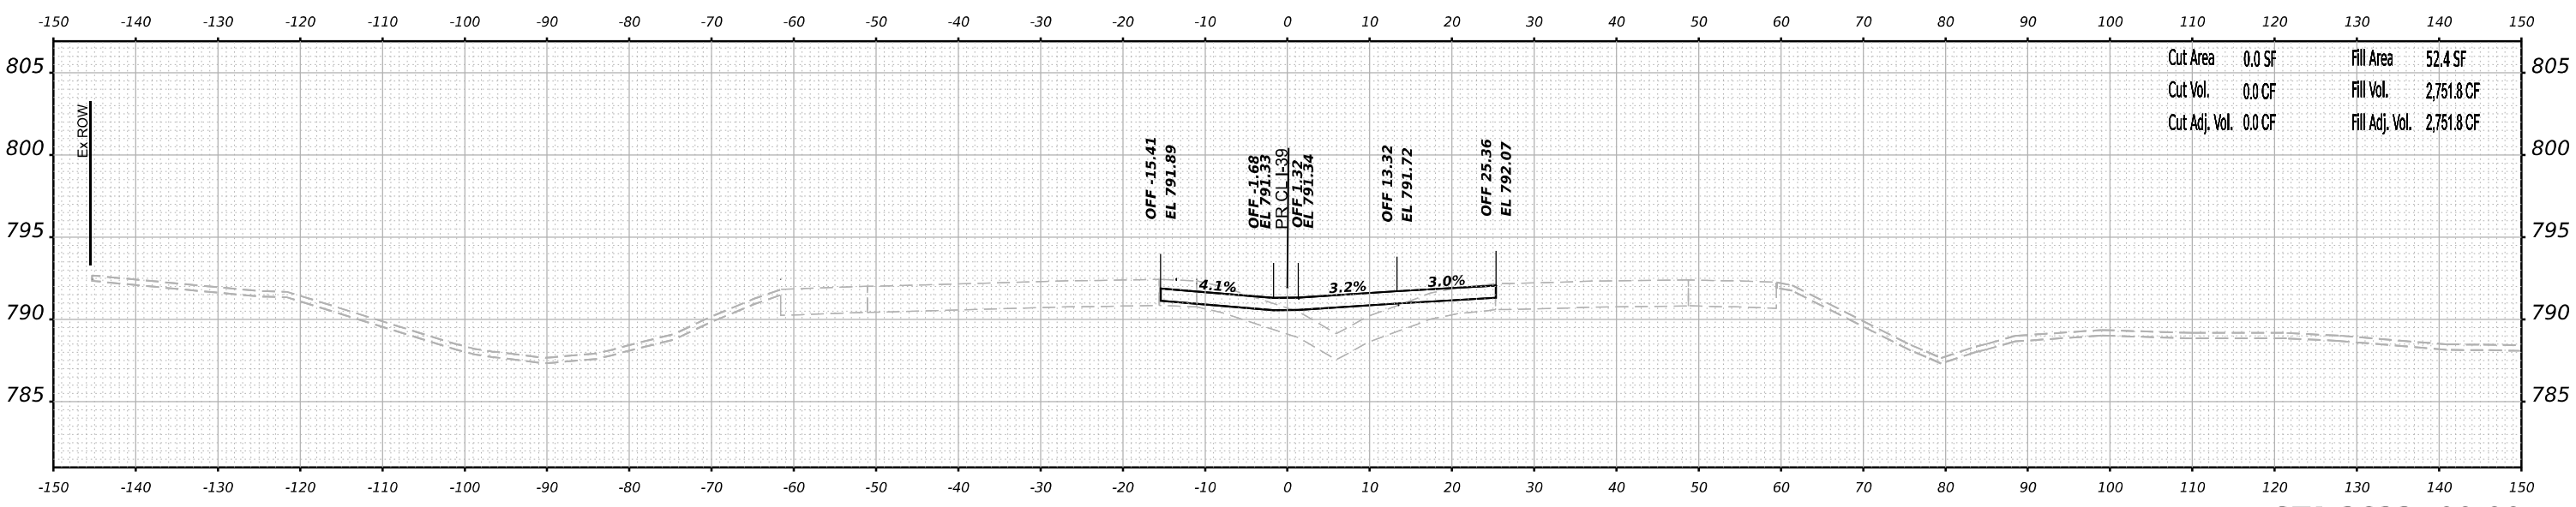 -150 -140 -130 -120 -110 -100 -90 -80 -70 -60 -50 -40 -30 -20 -10 0 10 20 30 40 50 60 70 80 90 100 110 120 130 140 150
805 805
Cut Area 0.0 SF Fill Area 52.4 SF
Cut Vol. 0.0 CF Fill Vol. 2,751.8 CF
Cut Adj. Vol. 0.0 CF Fill Adj. Vol. 2,751.8 CF
Ex ROW
800 800
OFF -15.41
EL 791.89
OFF -1.68
EL 791.33
PR CL I-39
OFF 1.32
EL 791.34
OFF 13.32
EL 791.72
OFF 25.36
EL 792.07
795 795
4.1% 3.2% 3.0%
790 790
785 785
-150 -140 -130 -120 -110 -100 -90 -80 -70 -60 -50 -40 -30 -20 -10 0 10 20 30 40 50 60 70 80 90 100 110 120 130 140 150